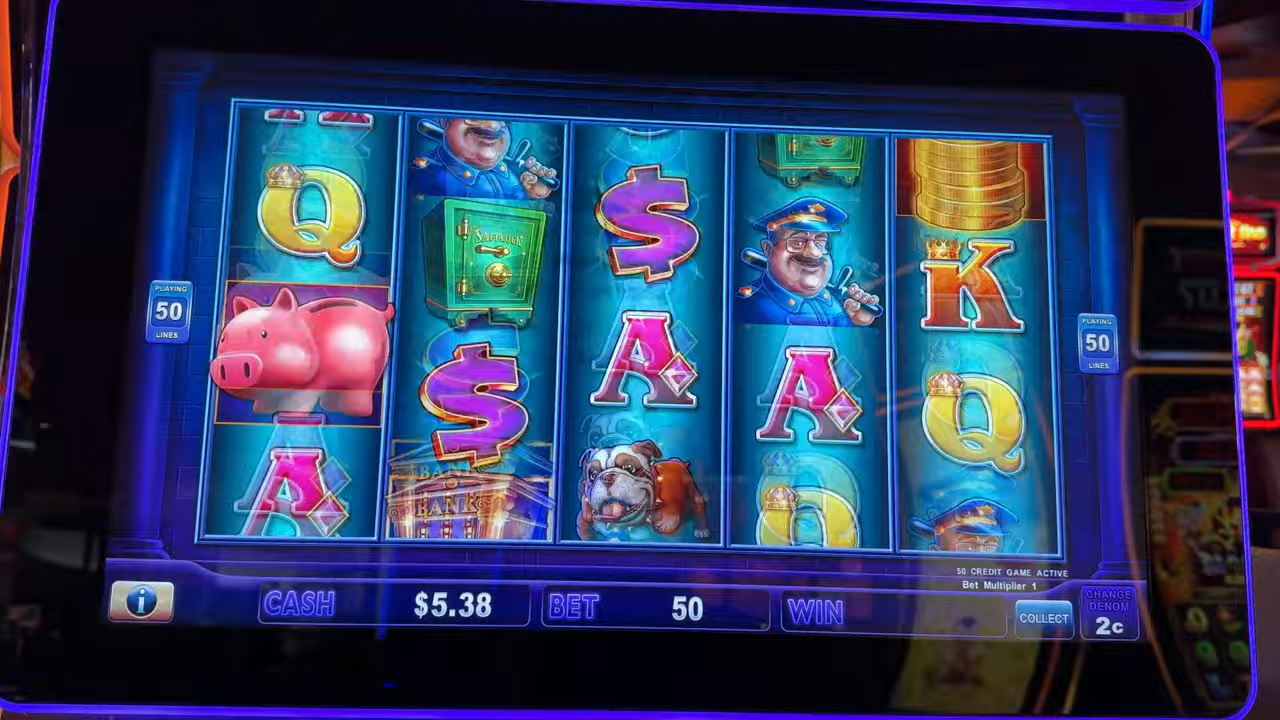 Q
SAFELOCK
$
K
PLAYING
50
LINES
A
$
A
Q
PLAYING
50
LINES
A
BANK
BANK
Q
50 CREDIT GAME ACTIVE
Bet Multiplier 1
i
CASH
$5.38
BET
50
WIN
COLLECT
CHANGE
DENOM
2c